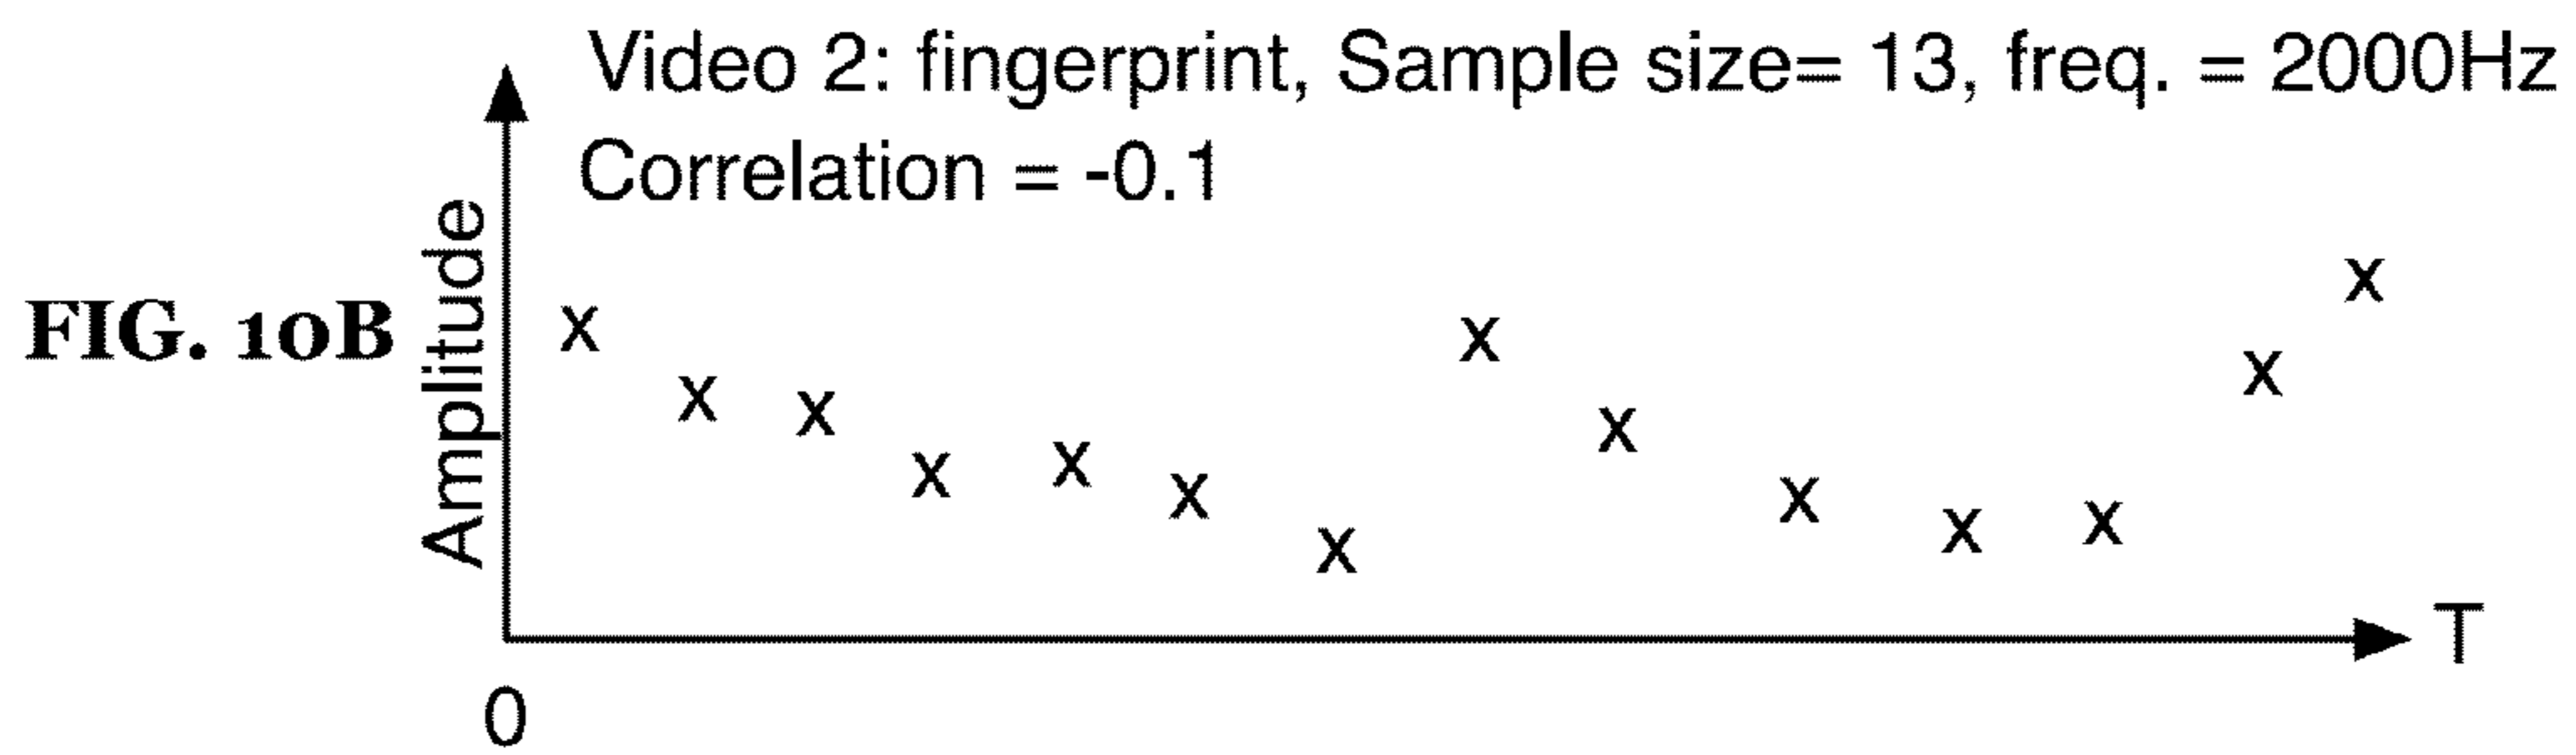 Video 2: fingerprint, Sample size= 13, freq. = 2000Hz
Correlation = -0.1
FIG. 10B
Amplitude
x x x x x x x x x x x x x
T
0